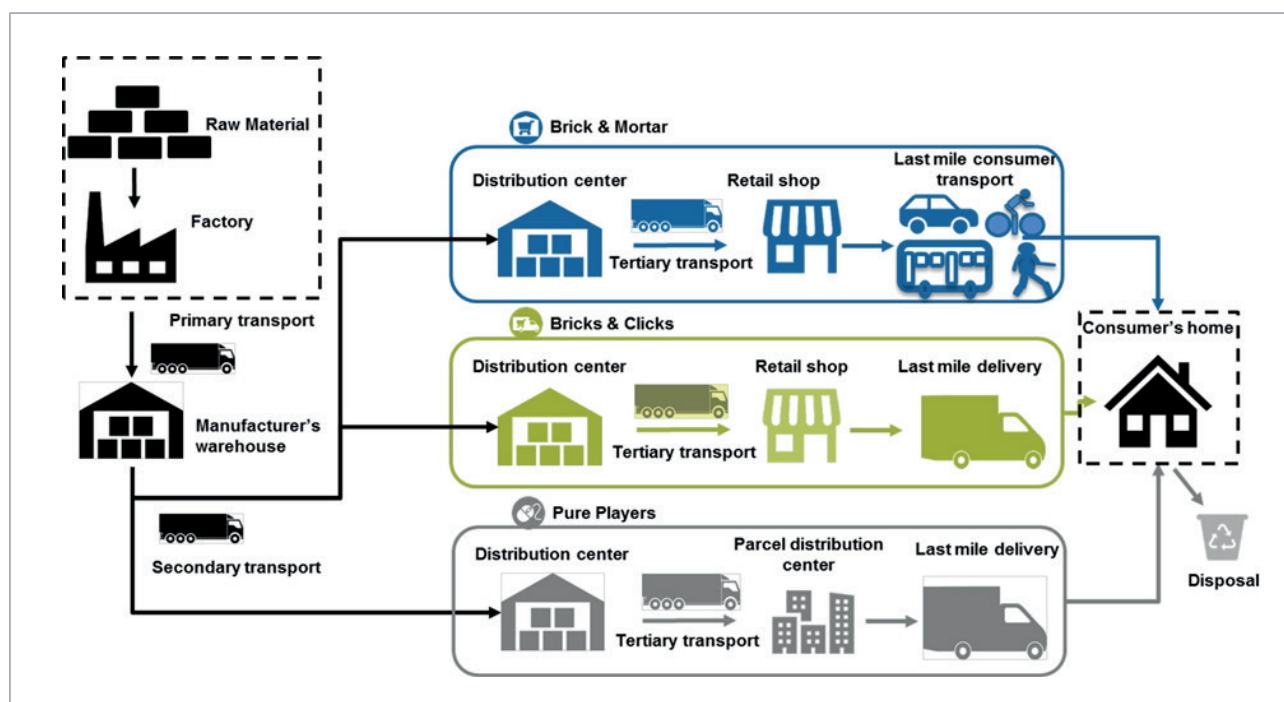 Raw Material
Factory
Primary transport
Manufacturer's
warehouse
Secondary transport
Brick & Mortar
Distribution center
Retail shop
Last mile consumer
transport
Tertiary transport
Bricks & Clicks
Distribution center
Retail shop
Last mile delivery
Tertiary transport
Pure Players
Distribution center
Parcel distribution
center
Last mile delivery
Tertiary transport
Consumer's home
Disposal